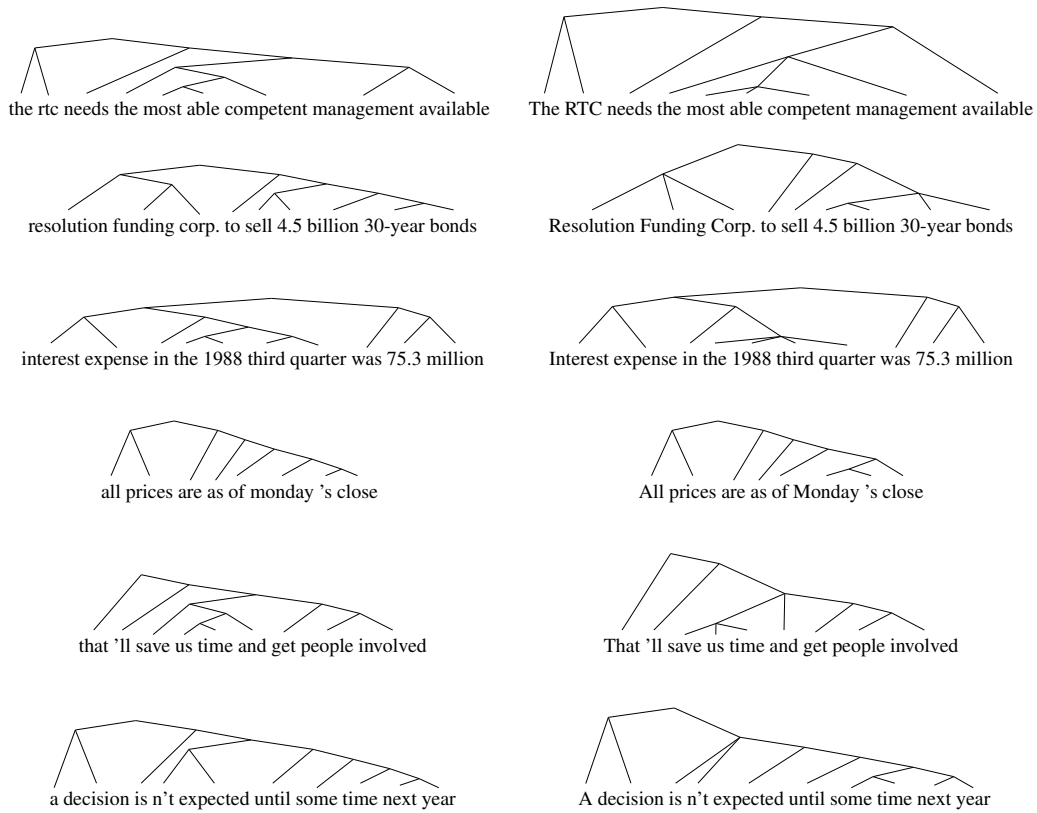 the rtc needs the most able competent management available
The RTC needs the most able competent management available
resolution funding corp. to sell 4.5 billion 30-year bonds
Resolution Funding Corp. to sell 4.5 billion 30-year bonds
interest expense in the 1988 third quarter was 75.3 million
Interest expense in the 1988 third quarter was 75.3 million
all prices are as of monday 's close
All prices are as of Monday 's close
that 'll save us time and get people involved
That 'll save us time and get people involved
a decision is n't expected until some time next year
A decision is n't expected until some time next year